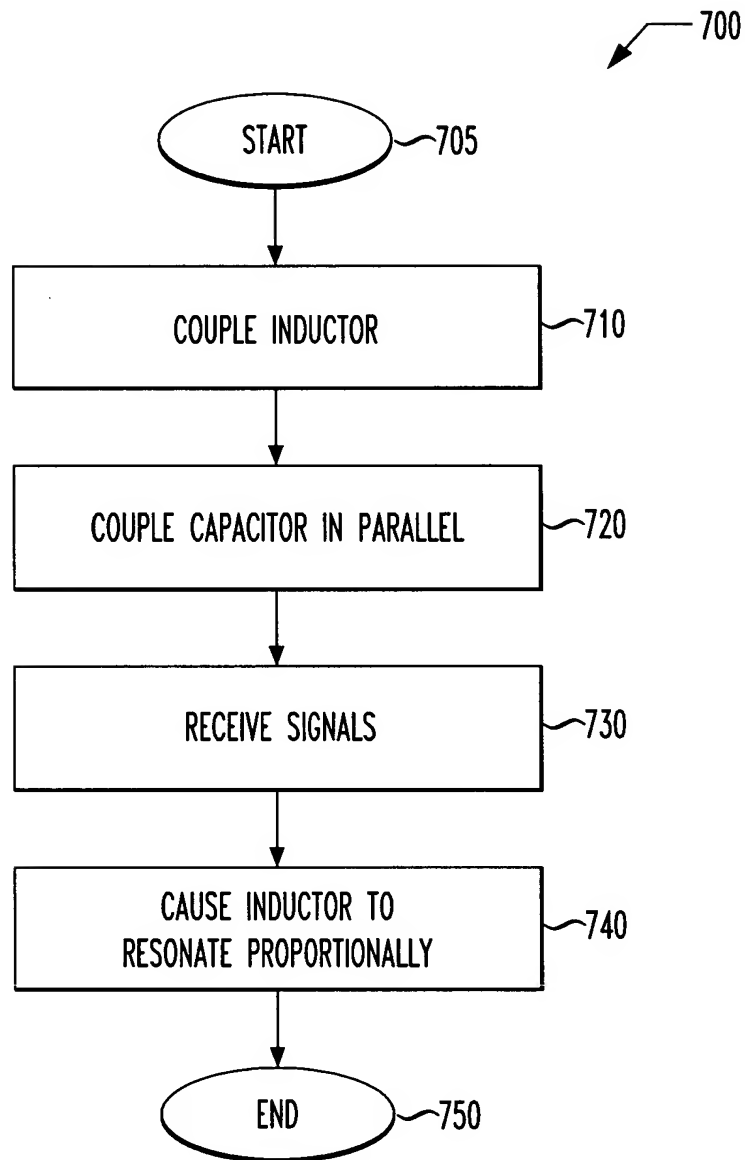 700
START
705
COUPLE INDUCTOR
710
COUPLE CAPACITOR IN PARALLEL
720
RECEIVE SIGNALS
730
CAUSE INDUCTOR TO
RESONATE PROPORTIONALLY
740
END
750